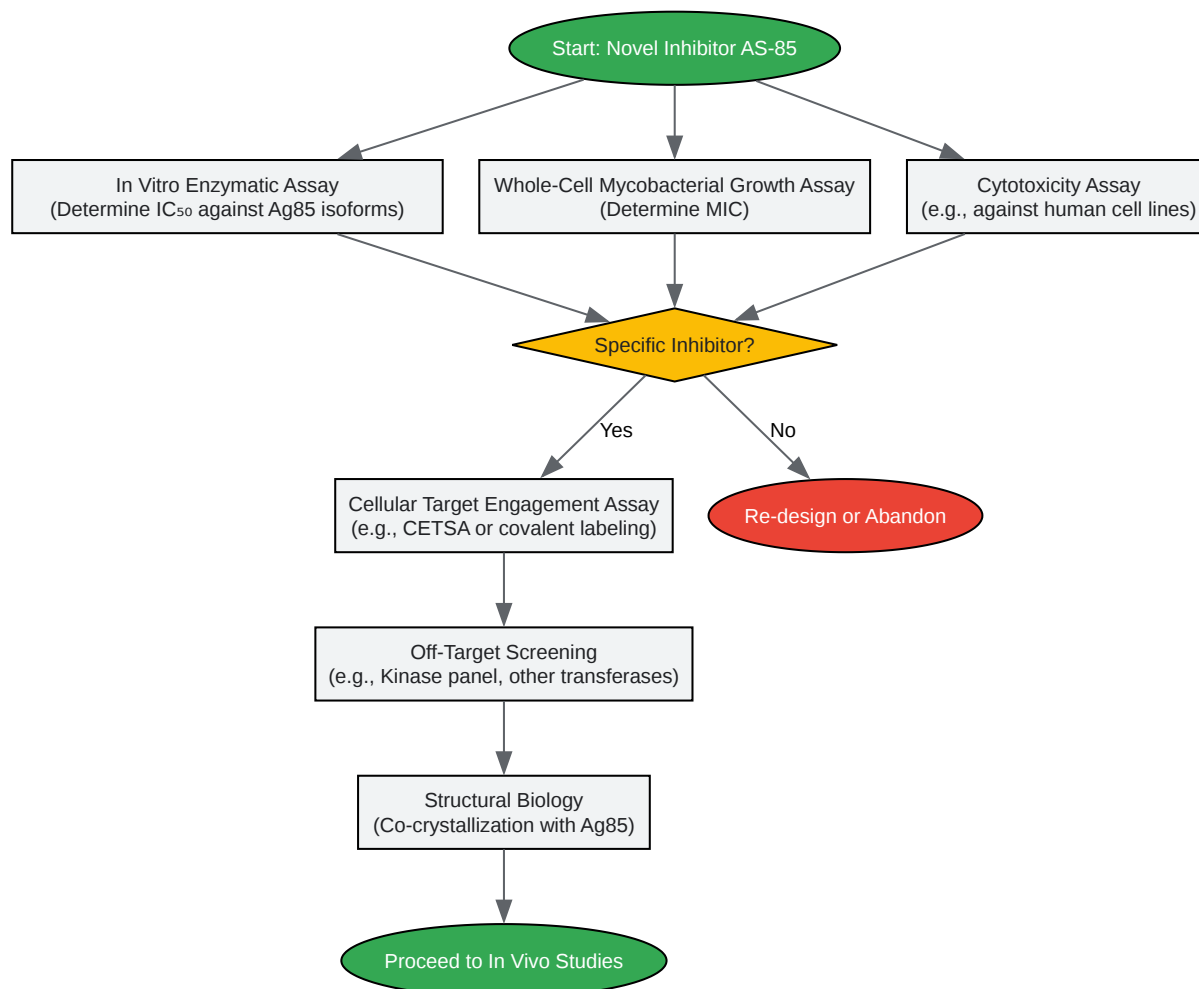 Start: Novel Inhibitor AS-85
In Vitro Enzymatic Assay
(Determine IC₅₀ against Ag85 isoforms)
Whole-Cell Mycobacterial Growth Assay
(Determine MIC)
Cytotoxicity Assay
(e.g., against human cell lines)
Specific Inhibitor?
Yes
No
Cellular Target Engagement Assay
(e.g., CETSA or covalent labeling)
Re-design or Abandon
Off-Target Screening
(e.g., Kinase panel, other transferases)
Structural Biology
(Co-crystallization with Ag85)
Proceed to In Vivo Studies